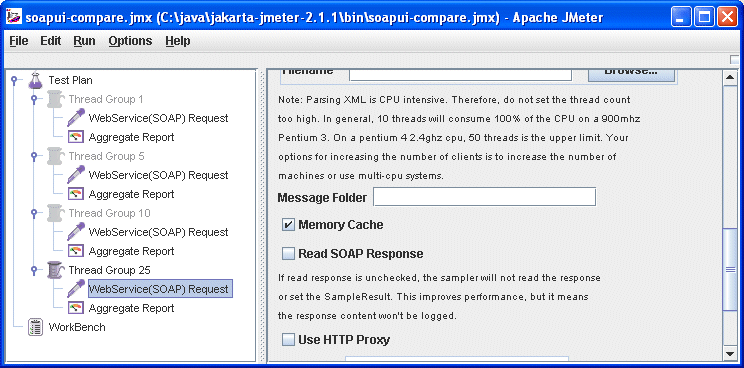 soapui-compare.jmx (C:\java\jakarta-jmeter-2.1.1\bin\soapui-compare.jmx) - Apache JMeter
File Edit Run Options Help
Test Plan
Thread Group 1
WebService(SOAP) Request
Aggregate Report
Thread Group 5
WebService(SOAP) Request
Aggregate Report
Thread Group 10
WebService(SOAP) Request
Aggregate Report
Thread Group 25
WebService(SOAP) Request
Aggregate Report
WorkBench
Filename Browse...
Note: Parsing XML is CPU intensive. Therefore, do not set the thread count
too high. In general, 10 threads will consume 100% of the CPU on a 900mhz
Pentium 3. On a pentium 4 2.4ghz cpu, 50 threads is the upper limit. Your
options for increasing the number of clients is to increase the number of
machines or use multi-cpu systems.
Message Folder
Memory Cache
Read SOAP Response
If read response is unchecked, the sampler will not read the response
or set the SampleResult. This improves performance, but it means
the response content won't be logged.
Use HTTP Proxy